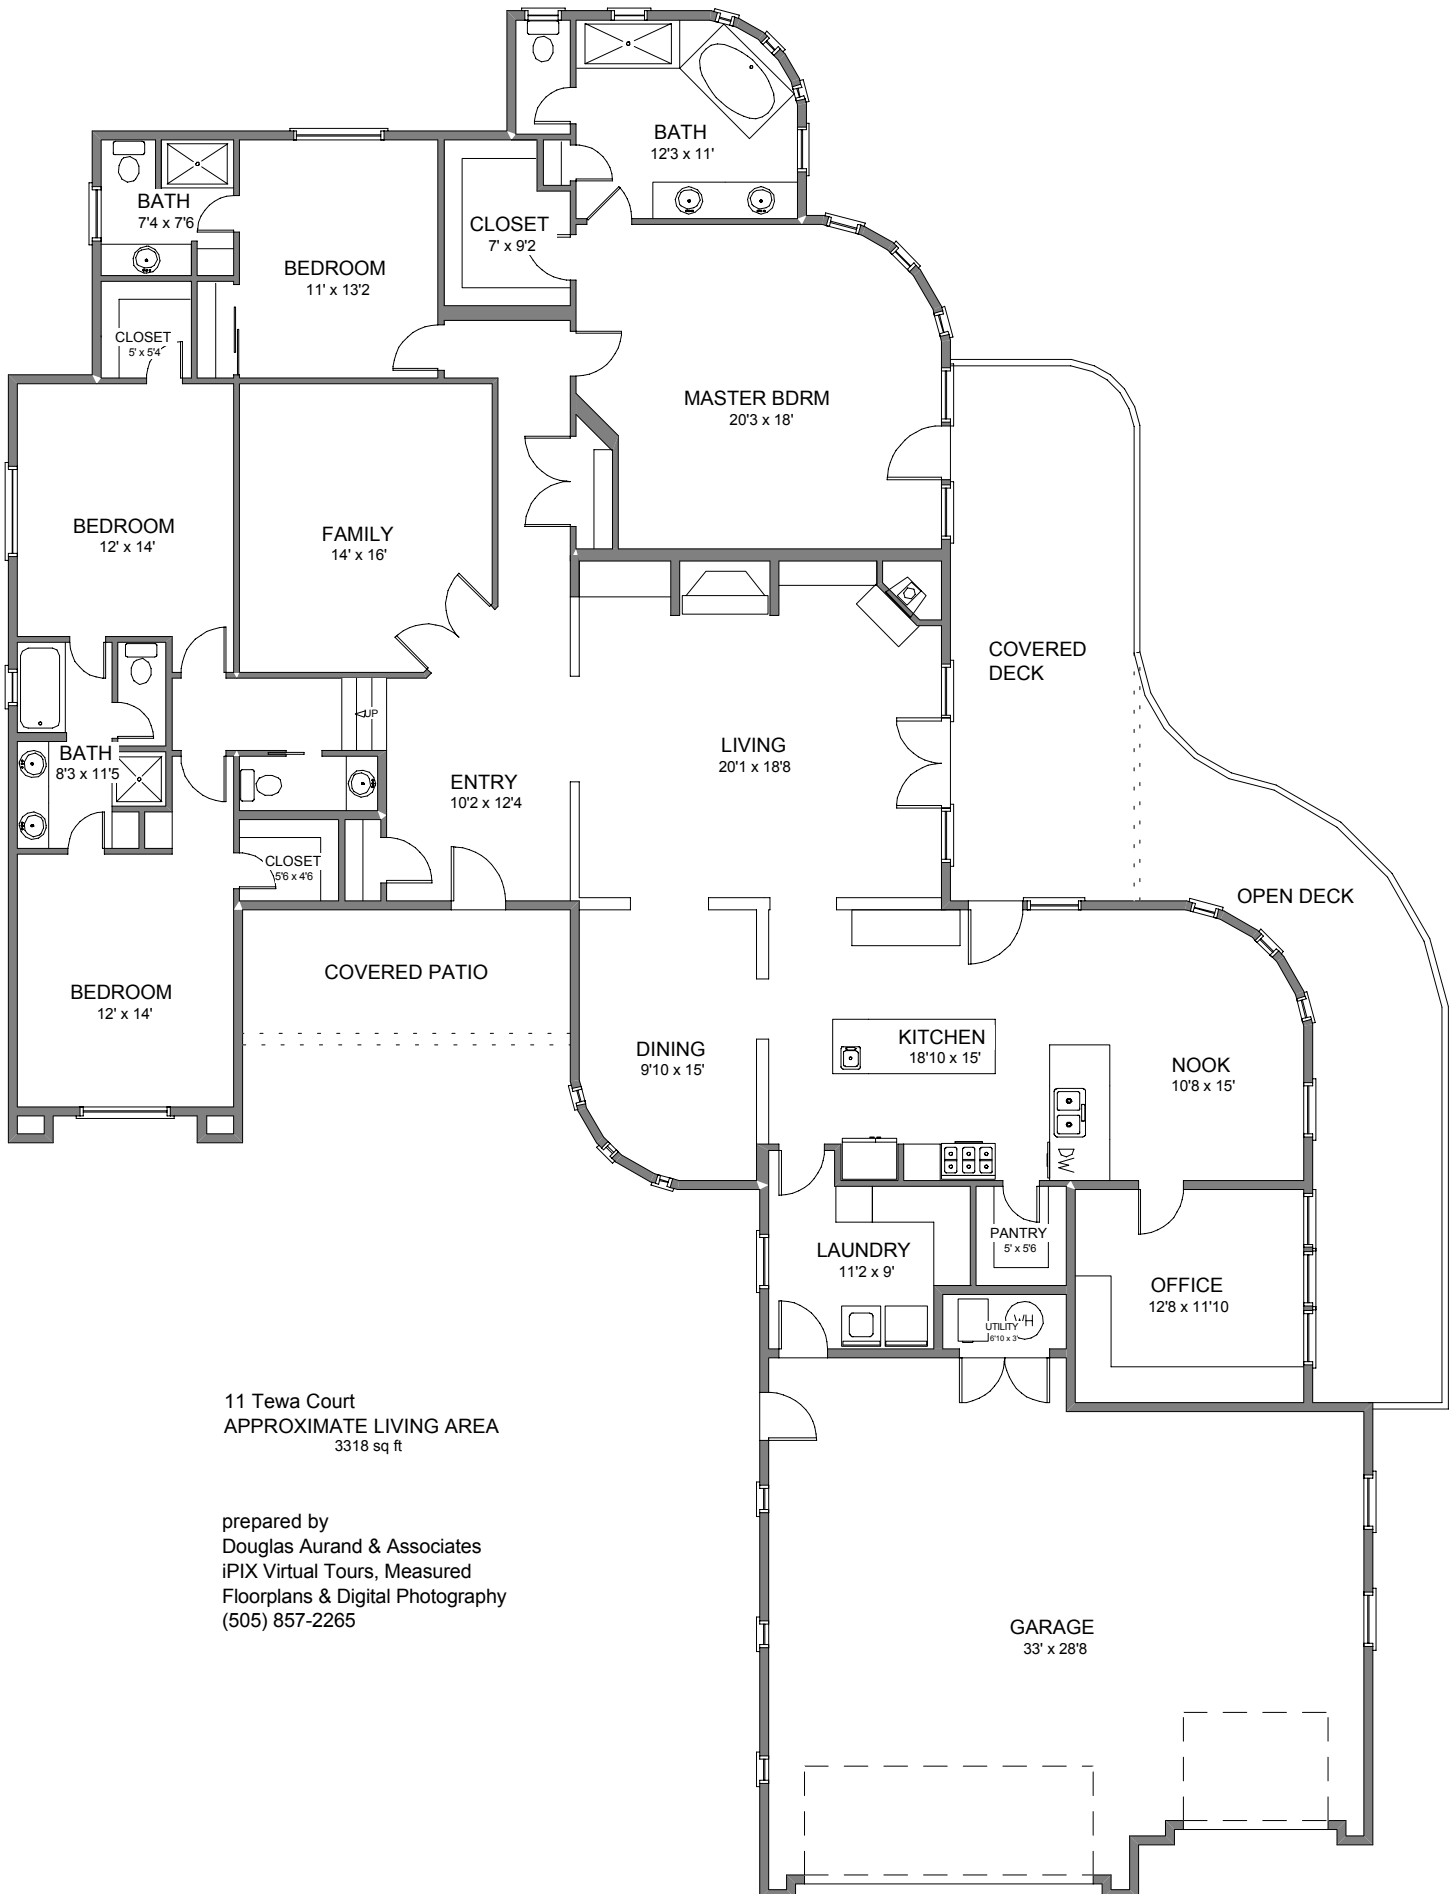 BATH
12'3 x 11'
BATH
7'4 x 7'6
CLOSET
7' x 9'2
BEDROOM
11' x 13'2
CLOSET
5' x 5'4
MASTER BDRM
20'3 x 18'
BEDROOM
12' x 14'
FAMILY
14' x 16'
COVERED
DECK
UP
BATH
8'3 x 11'5
LIVING
20'1 x 18'8
ENTRY
10'2 x 12'4
CLOSET
5'6 x 4'6
OPEN DECK
COVERED PATIO
BEDROOM
12' x 14'
DINING
9'10 x 15'
KITCHEN
18'10 x 15'
NOOK
10'8 x 15'
DW
PANTRY
5' x 5'6
LAUNDRY
11'2 x 9'
OFFICE
12'8 x 11'10
WH
UTILITY
6'10 x 3'
11 Tewa Court
APPROXIMATE LIVING AREA
3318 sq ft
prepared by
Douglas Aurand & Associates
iPIX Virtual Tours, Measured
Floorplans & Digital Photography
(505) 857-2265
GARAGE
33' x 28'8